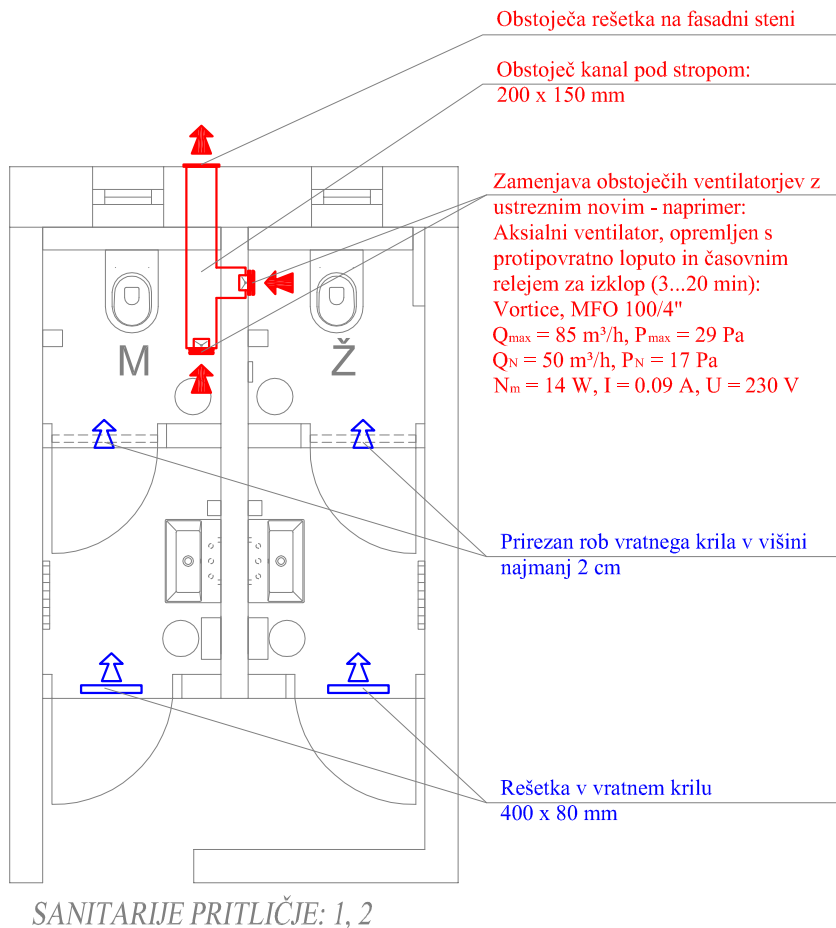 Obstoječa rešetka na fasadni steni
Obstoječ kanal pod stropom:
200 x 150 mm
Zamenjava obstoječih ventilatorjev z
ustreznim novim - naprimer:
Aksialni ventilator, opremljen s
protipovratno loputo in časovnim
relejem za izklop (3...20 min):
Vortice, MFO 100/4"
Qmax = 85 m³/h, Pmax = 29 Pa
QN = 50 m³/h, PN = 17 Pa
Nm = 14 W, I = 0.09 A, U = 230 V
M
Ž
Prirezan rob vratnega krila v višini
najmanj 2 cm
Rešetka v vratnem krilu
400 x 80 mm
SANITARIJE PRITLIČJE: 1, 2